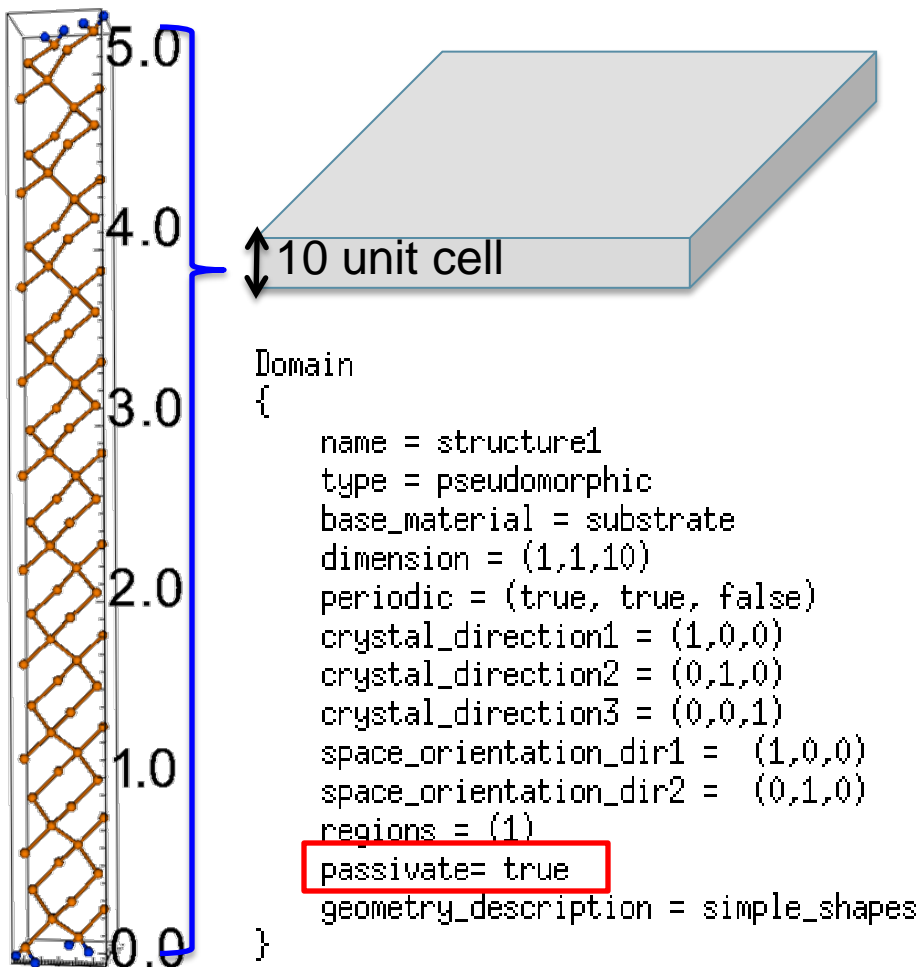 5.0
4.0
3.0
2.0
1.0
0.0
10 unit cell
Domain
{
name = structure1
type = pseudomorphic
base_material = substrate
dimension = (1,1,10)
periodic = (true, true, false)
crystal_direction1 = (1,0,0)
crystal_direction2 = (0,1,0)
crystal_direction3 = (0,0,1)
space_orientation_dir1 =  (1,0,0)
space_orientation_dir2 =  (0,1,0)
regions = (1)
passivate= true
geometry_description = simple_shapes
}